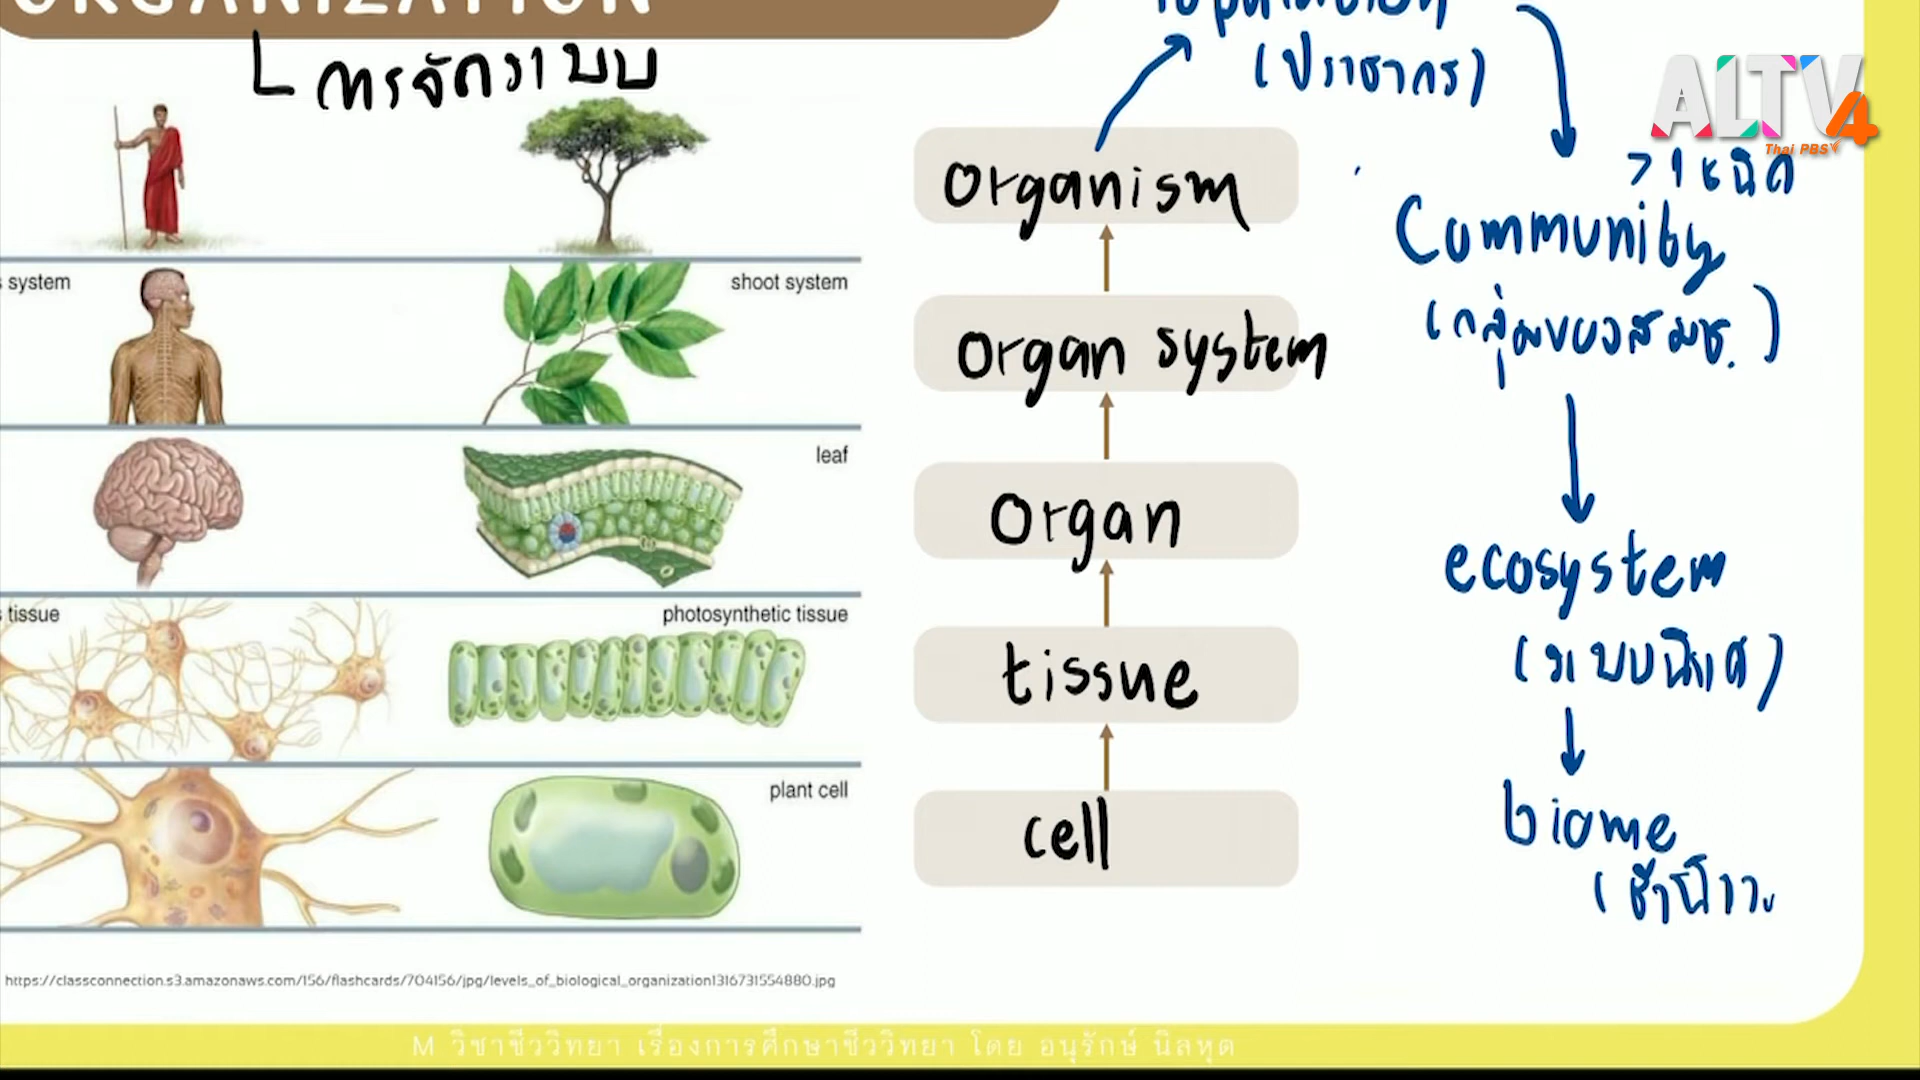 ORGANIZATION
การจัดระบบ
(ประชากร)
ALTV4
Thai PBS
organism
>1 ชนิด
community
(กลุ่มของสมช.)
s system
shoot system
organ system
leaf
organ
ecosystem
(ระบบนิเวศ)
s tissue
photosynthetic tissue
tissue
plant cell
cell
biome
(ชีวนิเวศ
https://classconnection.s3.amazonaws.com/156/flashcards/704156/jpg/levels_of_biological_organization1316731554880.jpg
M วิชาชีววิทยา เรื่องการศึกษาชีววิทยา โดย อนุรักษ์ นิลหุต